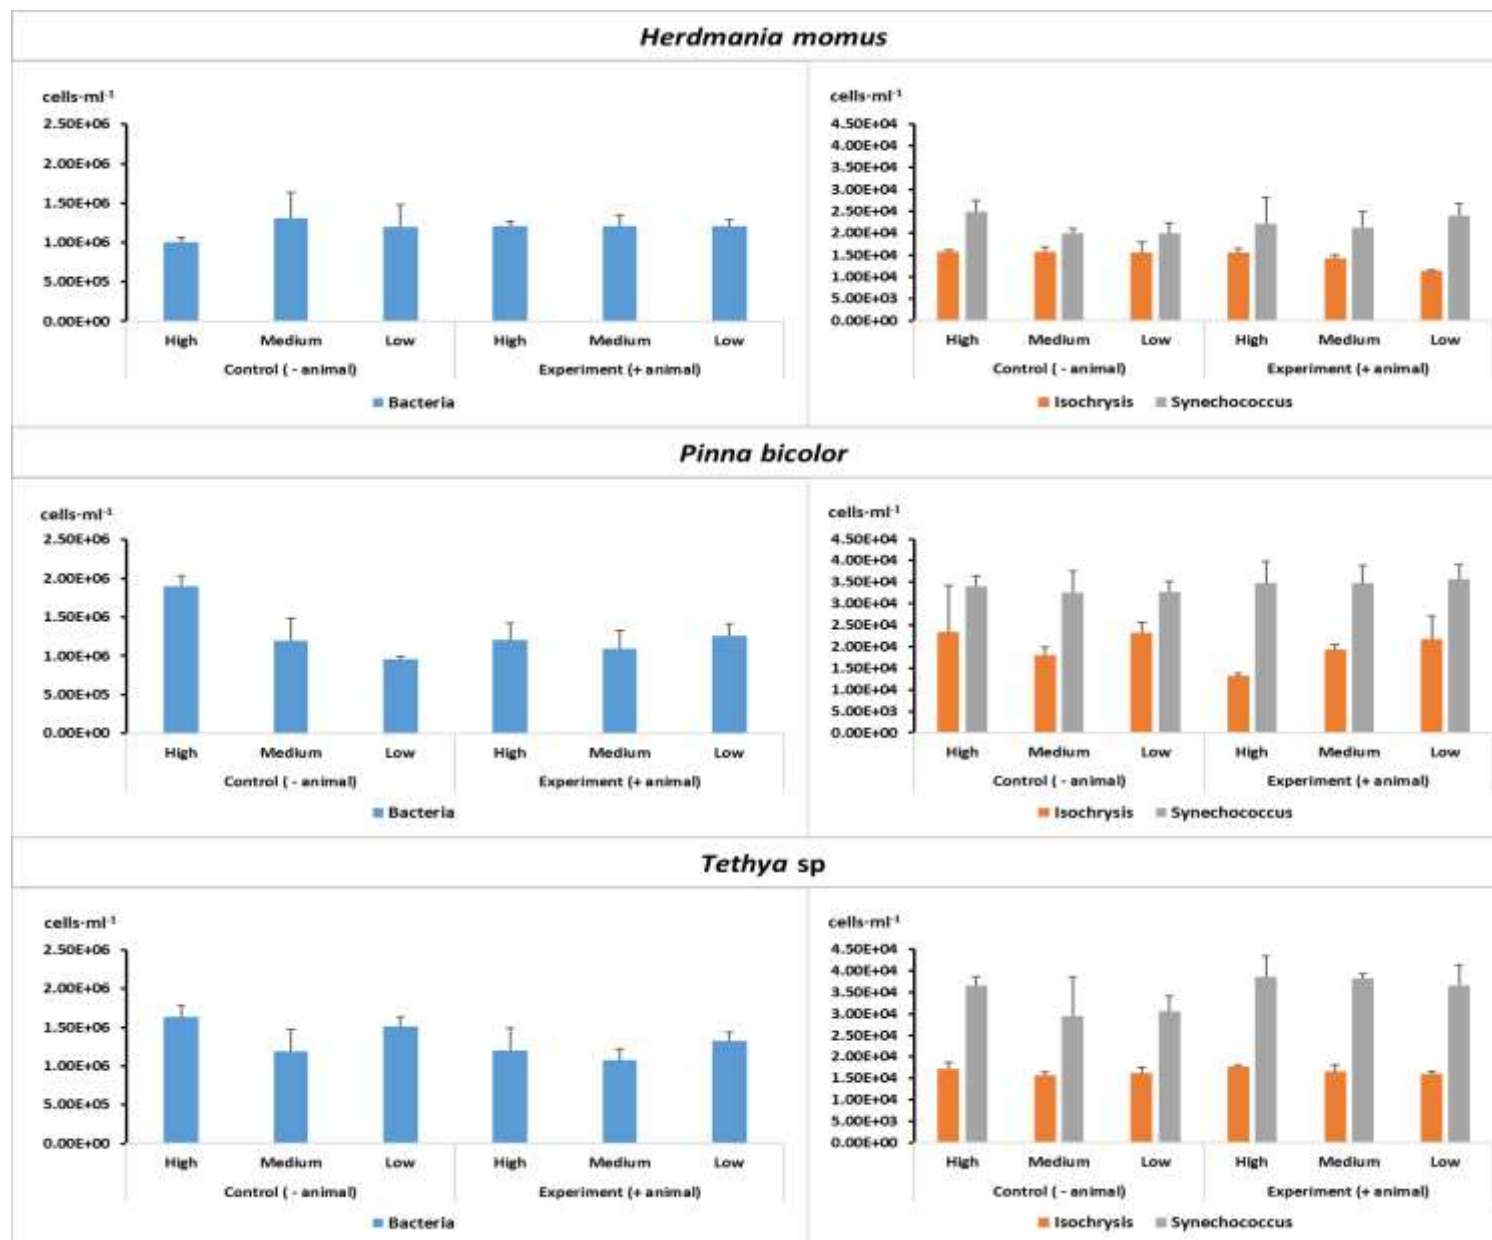 Herdmania momus
cells·ml-1
2.50E+06
2.00E+06
1.50E+06
1.00E+06
5.00E+05
0.00E+00
High Medium Low High Medium Low
Control ( - animal) Experiment (+ animal)
Bacteria
cells·ml-1
4.50E+04
4.00E+04
3.50E+04
3.00E+04
2.50E+04
2.00E+04
1.50E+04
1.00E+04
5.00E+03
0.00E+00
High Medium Low High Medium Low
Control ( - animal) Experiment (+ animal)
Isochrysis Synechococcus
Pinna bicolor
cells·ml-1
2.50E+06
2.00E+06
1.50E+06
1.00E+06
5.00E+05
0.00E+00
High Medium Low High Medium Low
Control ( - animal) Experiment (+ animal)
Bacteria
cells·ml-1
4.50E+04
4.00E+04
3.50E+04
3.00E+04
2.50E+04
2.00E+04
1.50E+04
1.00E+04
5.00E+03
0.00E+00
High Medium Low High Medium Low
Control ( - animal) Experiment (+ animal)
Isochrysis Synechococcus
Tethya sp
cells·ml-1
2.50E+06
2.00E+06
1.50E+06
1.00E+06
5.00E+05
0.00E+00
High Medium Low High Medium Low
Control ( - animal) Experiment (+ animal)
Bacteria
cells·ml-1
4.50E+04
4.00E+04
3.50E+04
3.00E+04
2.50E+04
2.00E+04
1.50E+04
1.00E+04
5.00E+03
0.00E+00
High Medium Low High Medium Low
Control ( - animal) Experiment (+ animal)
Isochrysis Synechococcus